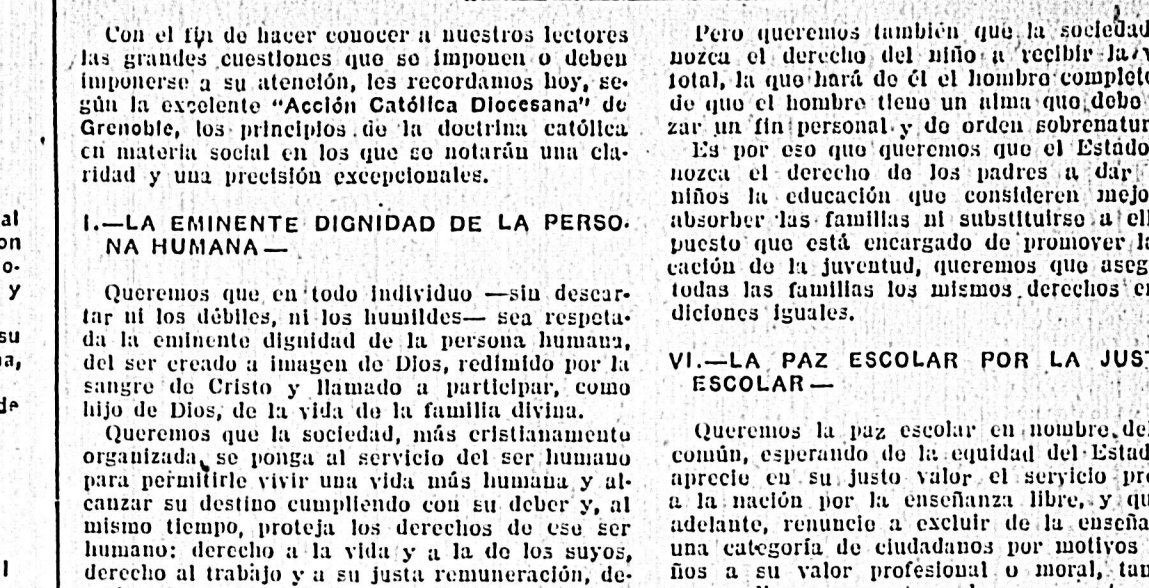 al
on
o-
y
su
na,
de
l
Con el fin de hacer conocer a nuestros lectores
las grandes cuestiones que se imponen o deben
imponerse a su atención, les recordamos hoy, se-
gún la excelente "Acción Católica Diocesana" de
Grenoble, los principios de la doctrina católica
en materia social en los que se notarán una cla-
ridad y una precisión excepcionales.
I.—LA EMINENTE DIGNIDAD DE LA PERSO-
NA HUMANA—
Queremos que en todo individuo —sin descar-
tar ni los débiles, ni los humildes— sea respeta-
da la eminente dignidad de la persona humana,
del ser creado a imagen de Dios, redimido por la
sangre de Cristo y llamado a participar, como
hijo de Dios, de la vida de la familia divina.
Queremos que la sociedad, más cristianamente
organizada, se ponga al servicio del ser humano
para permitirle vivir una vida más humana y al-
canzar su destino cumpliendo con su deber y, al
mismo tiempo, proteja los derechos de ese ser
humano: derecho a la vida y a la de los suyos,
derecho al trabajo y a su justa remuneración, de-
Pero queremos también que la sociedad
nozca el derecho del niño a recibir la v
total, la que hará de él el hombre complet
de que el hombre tiene un alma que debe
zar un fin personal y de orden sobrenatur
Es por eso que queremos que el Estado
nozca el derecho de los padres a dar
niños la educación que consideren mejo
absorber las familias ni substituirse a ell
puesto que está encargado de promover la
cación de la juventud, queremos que aseg
todas las familias los mismos derechos en
diciones iguales.
VI.—LA PAZ ESCOLAR POR LA JUST
ESCOLAR—
Queremos la paz escolar en nombre del
común, esperando de la equidad del Estad
aprecie en su justo valor el servicio pre
a la nación por la enseñanza libre, y qu
adelante, renuncie a excluir de la enseña
una categoría de ciudadanos por motivos
ños a su valor profesional o moral, tan